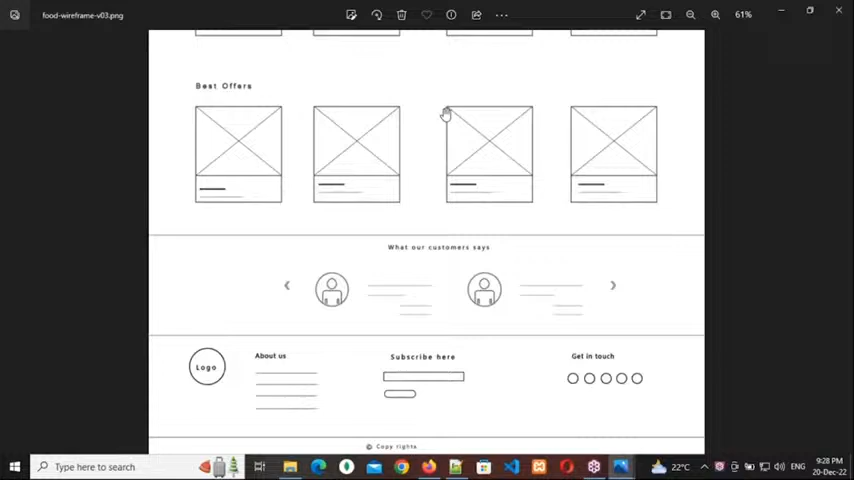 food-wireframe-v03.png
61%
Best Offers
What our customers says
Logo
About us
Subscribe here
Get in touch
© Copy rights
Type here to search
22°C
ENG
9:28 PM
20-Dec-22